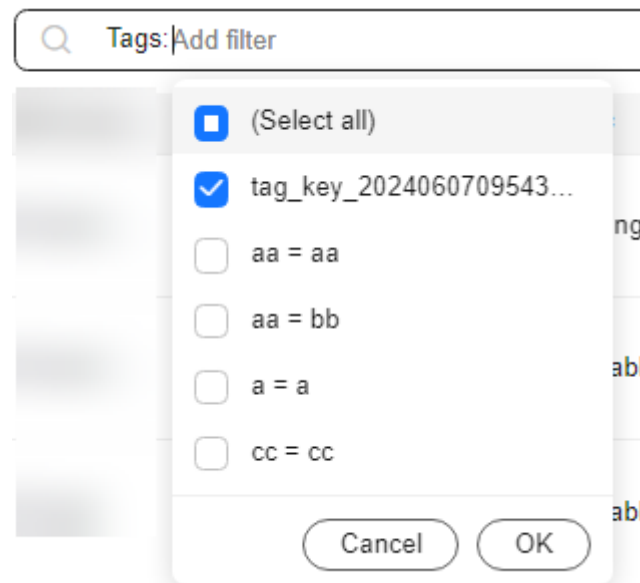 Tags: Add filter
(Select all)
tag_key_2024060709543...
aa = aa
aa = bb
a = a
cc = cc
Cancel OK